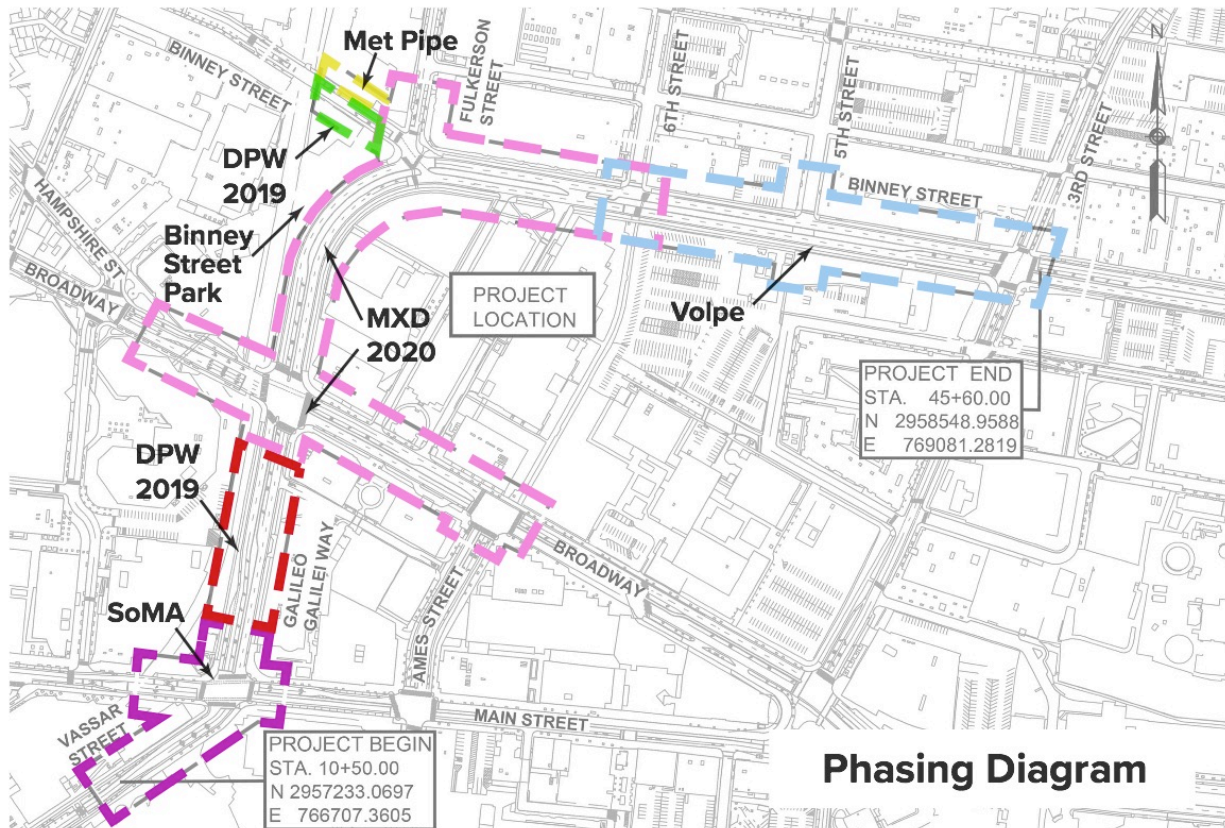 BINNEY STREET
Met Pipe
FULKERSON
STREET
6TH STREET
5TH STREET
3RD STREET
N
DPW
2019
HAMPSHIRE ST
BINNEY STREET
Binney
Street
Park
BROADWAY
MXD
2020
PROJECT
LOCATION
Volpe
PROJECT END
STA. 45+60.00
N 2958548.9588
E 769081.2819
DPW
2019
GALILEO
GALILEI WAY
BROADWAY
AMES STREET
SoMA
VASSAR
STREET
MAIN STREET
PROJECT BEGIN
STA. 10+50.00
N 2957233.0697
E 766707.3605
Phasing Diagram